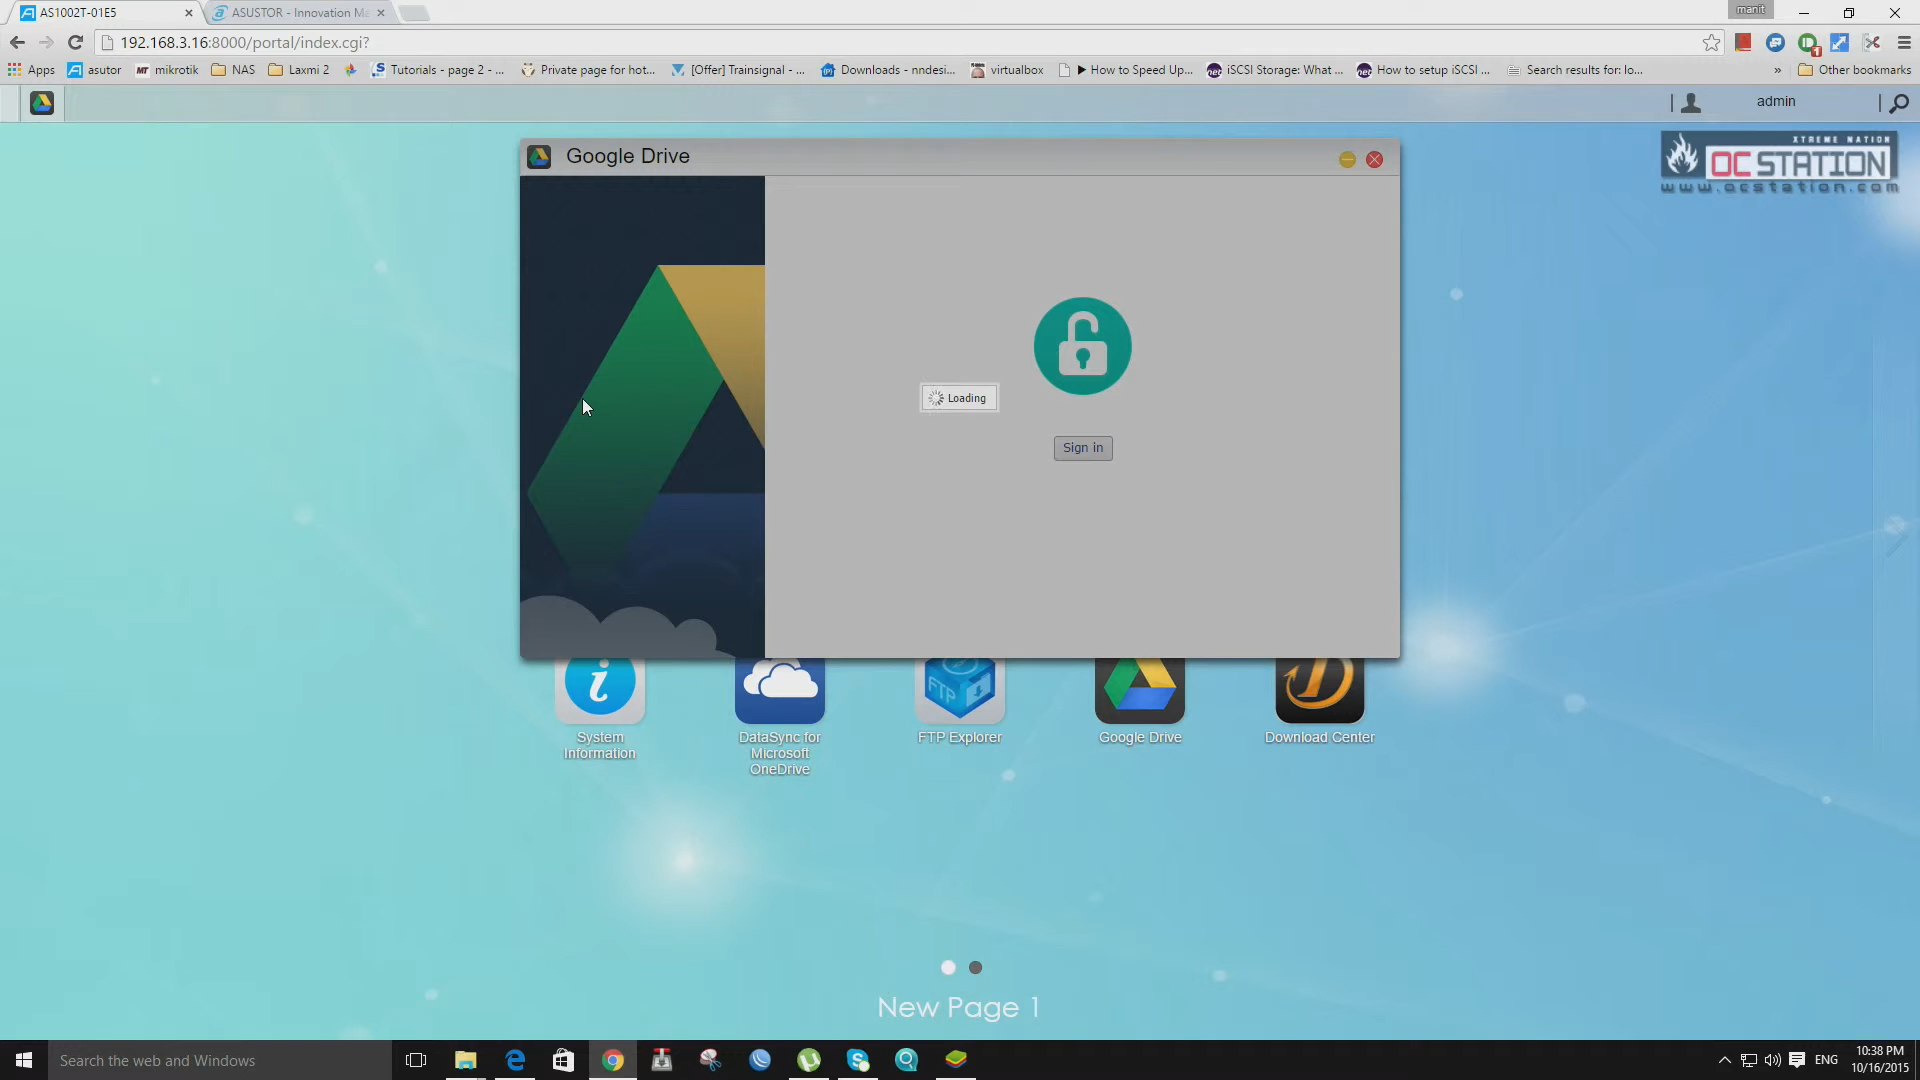 AS1002T-01E5
ASUSTOR - Innovation M
manit
192.168.3.16:8000/portal/index.cgi?
Apps asutor mikrotik NAS Laxmi 2 Tutorials - page 2 - ... Private page for hot... [Offer] Trainsignal - ... Downloads - nndesi... virtualbox ► How to Speed Up... iSCSI Storage: What ... How to setup iSCSI ... Search results for: lo... » Other bookmarks
admin
XTREME NATION
OC STATION
www.ocstation.com
Google Drive
Loading
Sign in
FTP
System Information
DataSync for Microsoft OneDrive
FTP Explorer
Google Drive
Download Center
New Page 1
Search the web and Windows
ENG
10:38 PM
10/16/2015